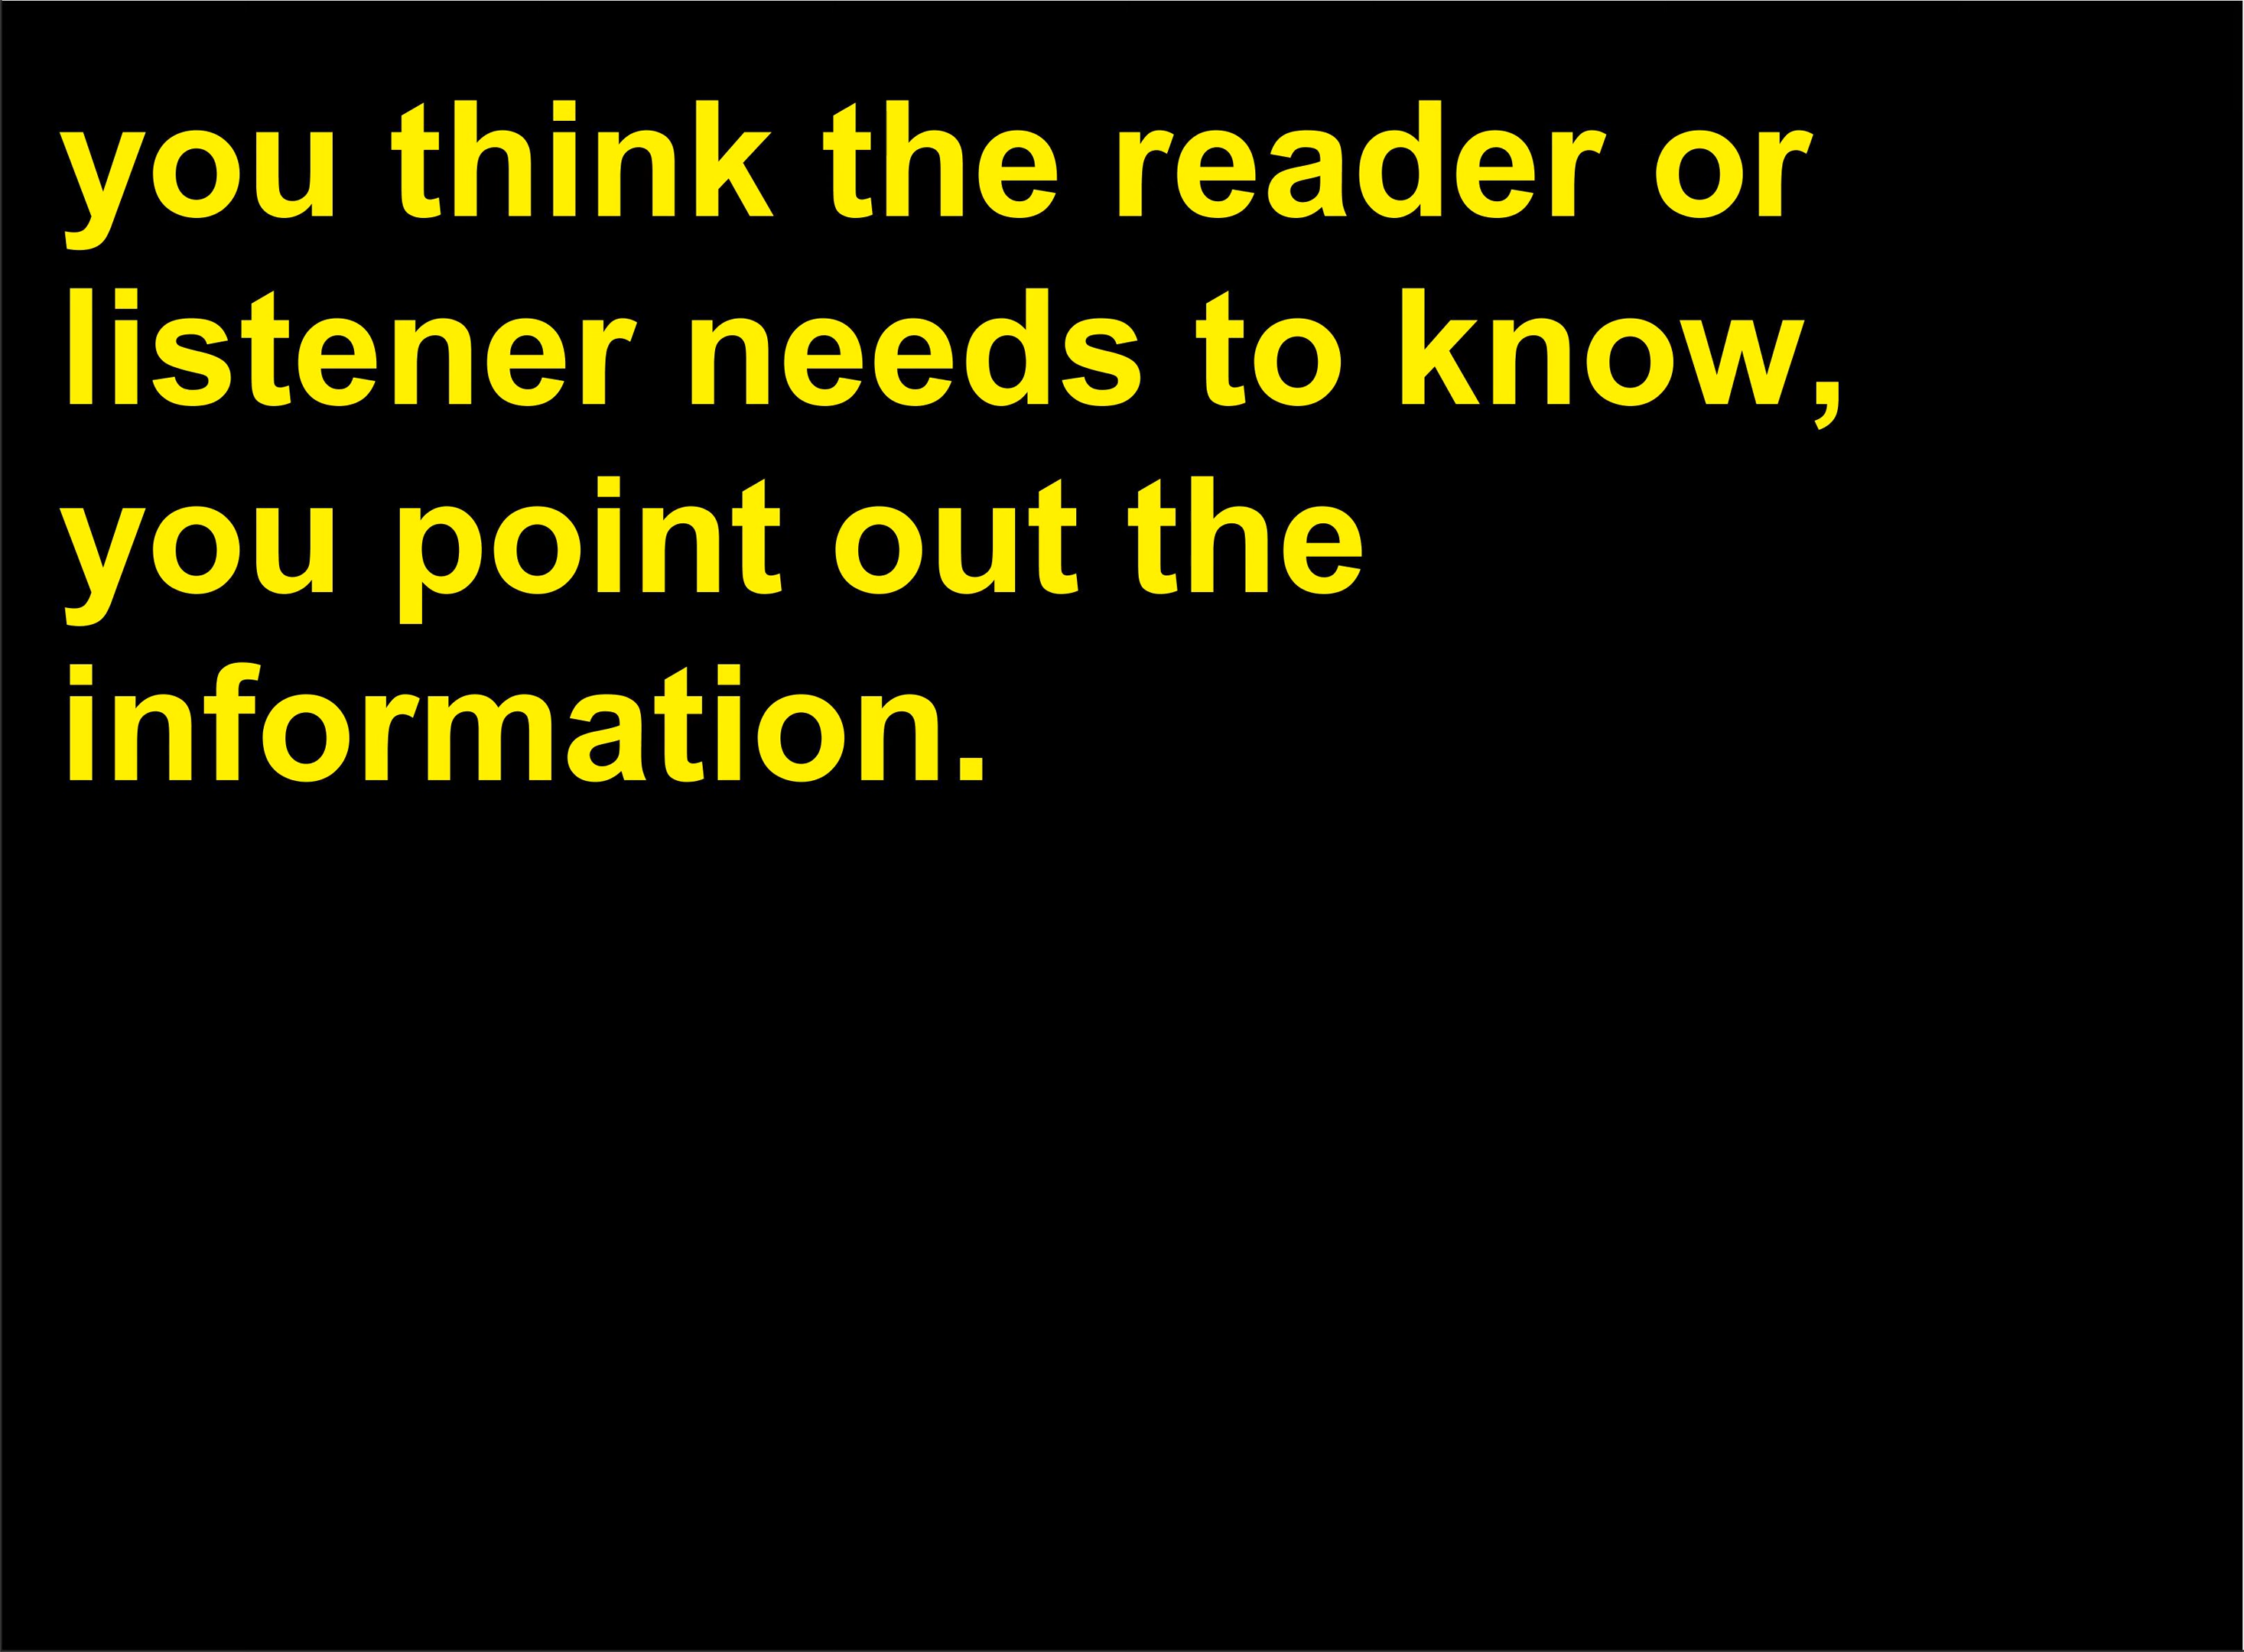 you think the reader or
listener needs to know,
you point out the
information.